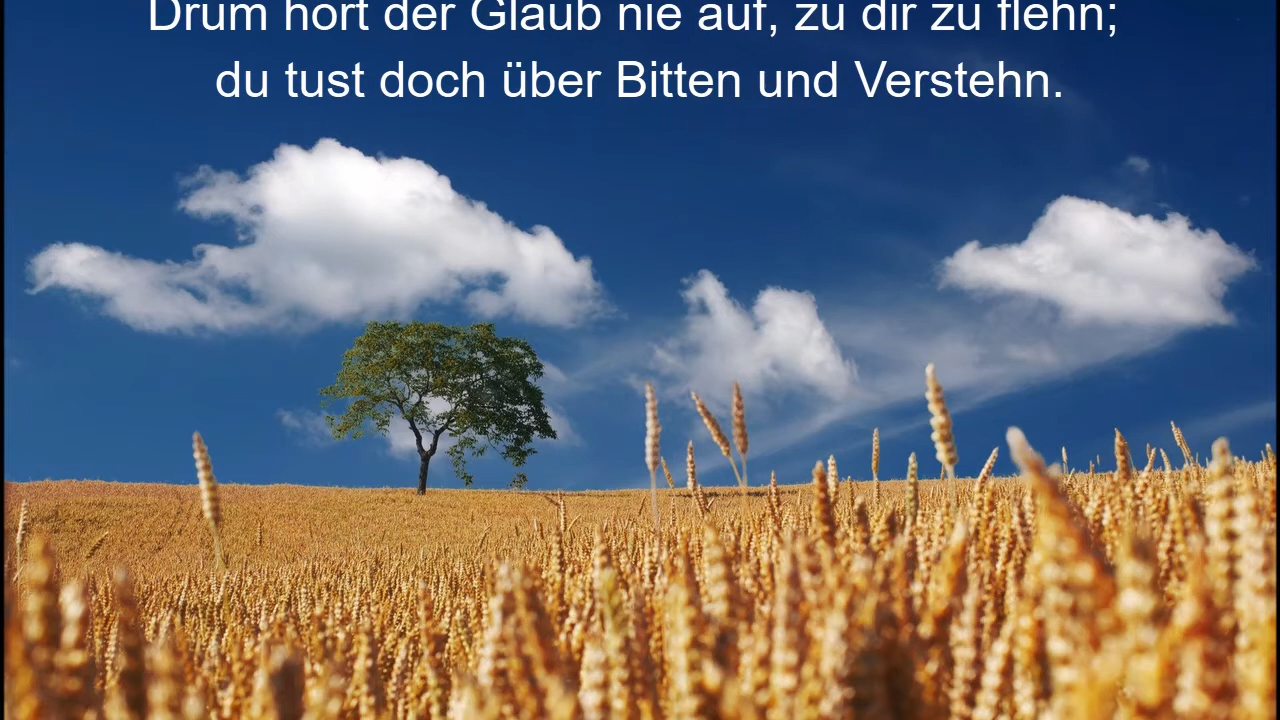 Drum hört der Glaub nie auf, zu dir zu flehn;
du tust doch über Bitten und Verstehn.